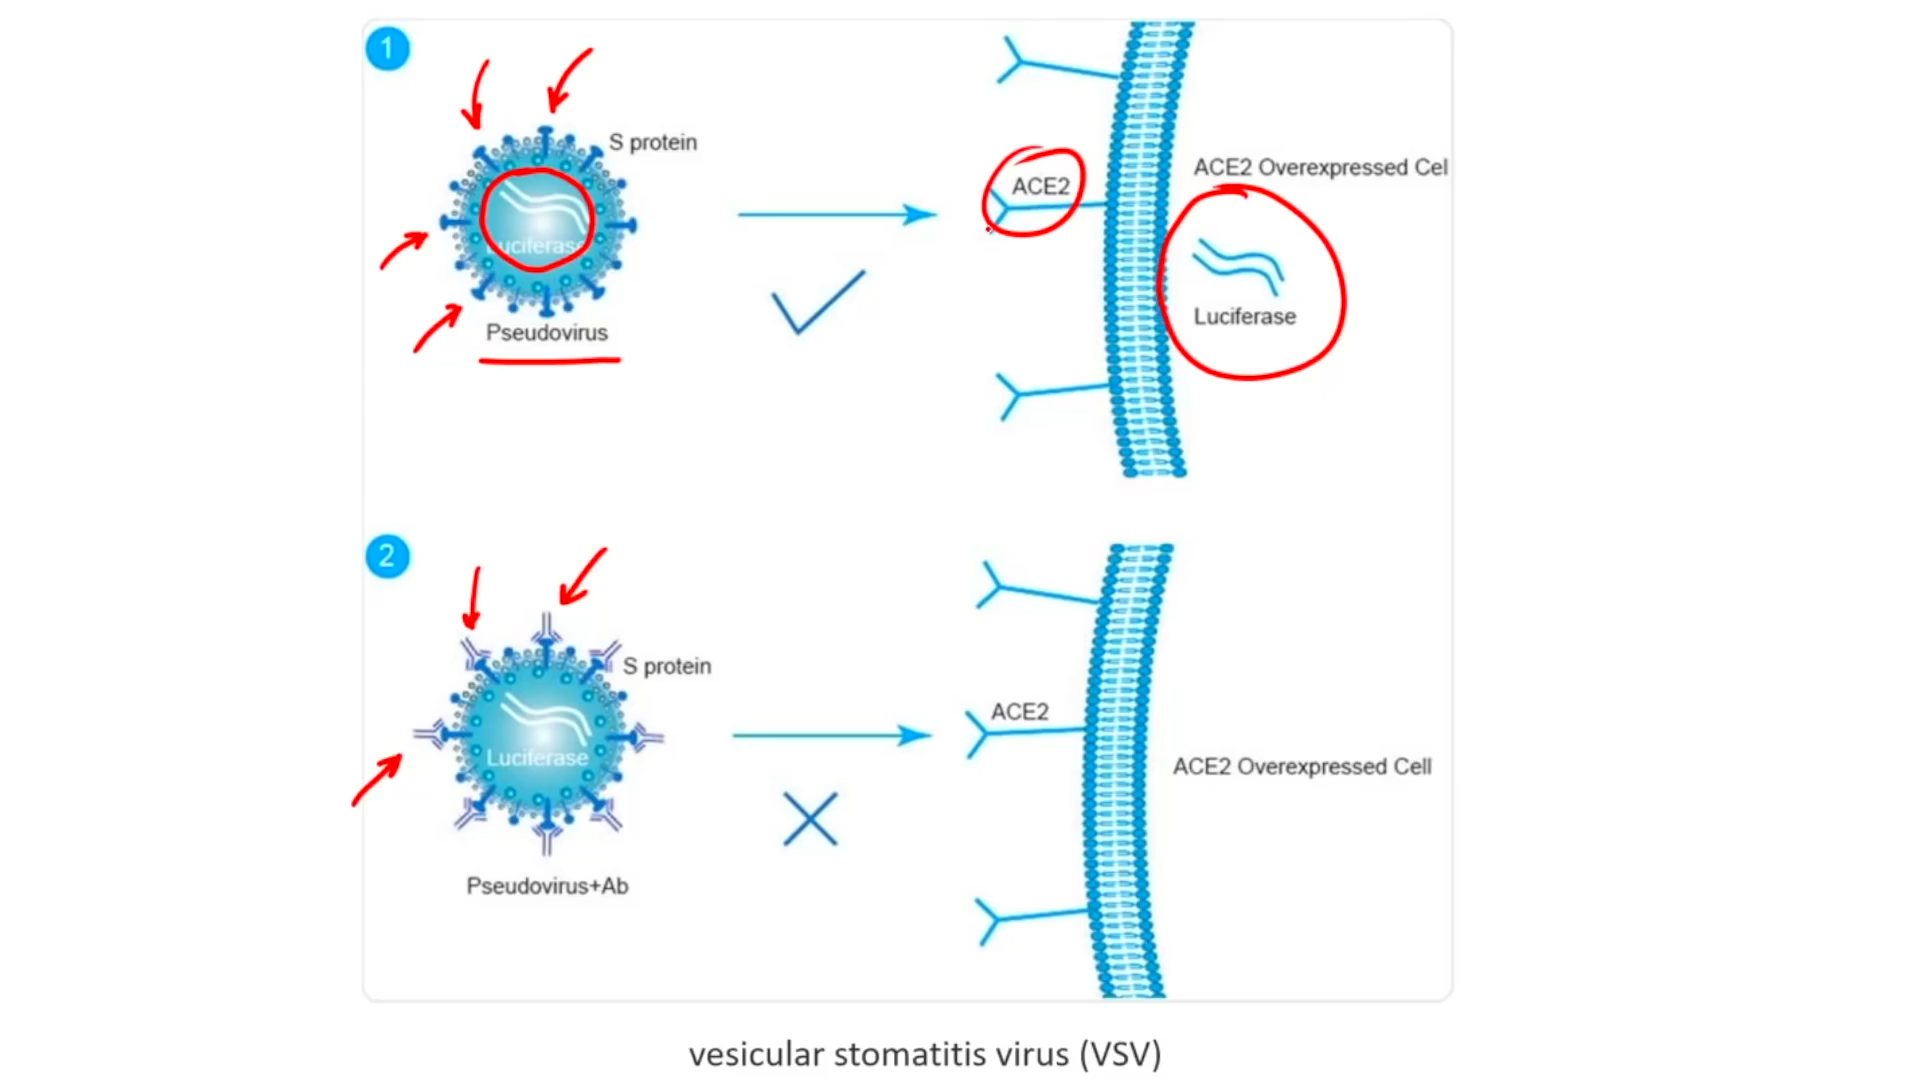 1
S protein
Luciferase
Pseudovirus
ACE2
ACE2 Overexpressed Cel
Luciferase
2
S protein
Luciferase
Pseudovirus+Ab
ACE2
ACE2 Overexpressed Cell
vesicular stomatitis virus (VSV)